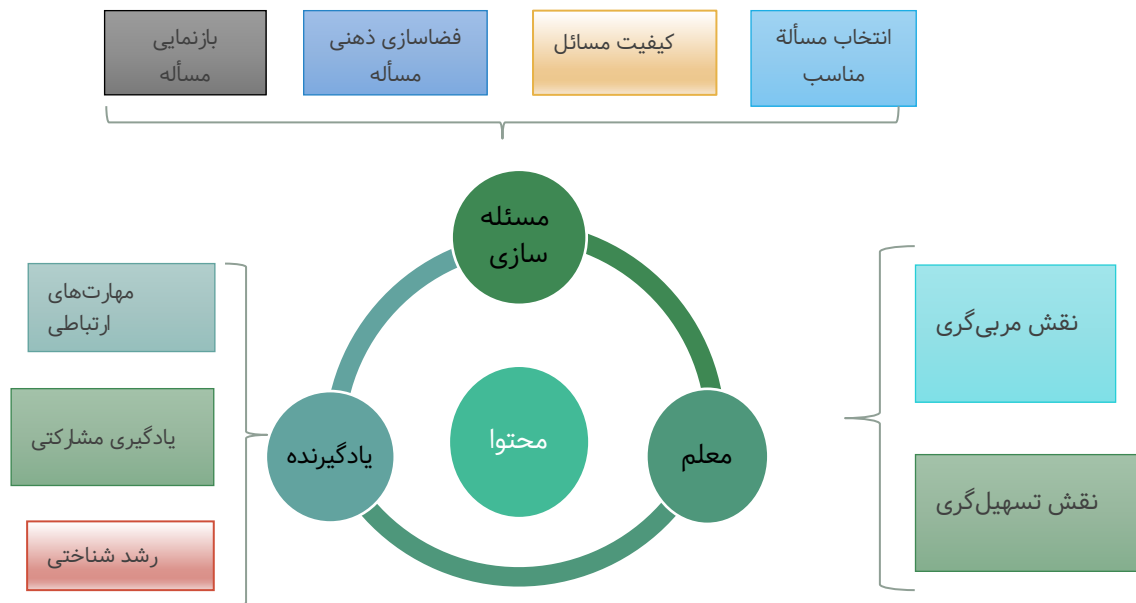 انتخاب مسألة
مناسب
کیفیت مسائل
فضاسازی ذهنی
مسأله
بازنمایی
مسأله
مسئله
سازی
نقش مربی‌گری
نقش تسهیل‌گری
معلم
محتوا
یادگیرنده
مهارت‌های
ارتباطی
یادگیری مشارکتی
رشد شناختی